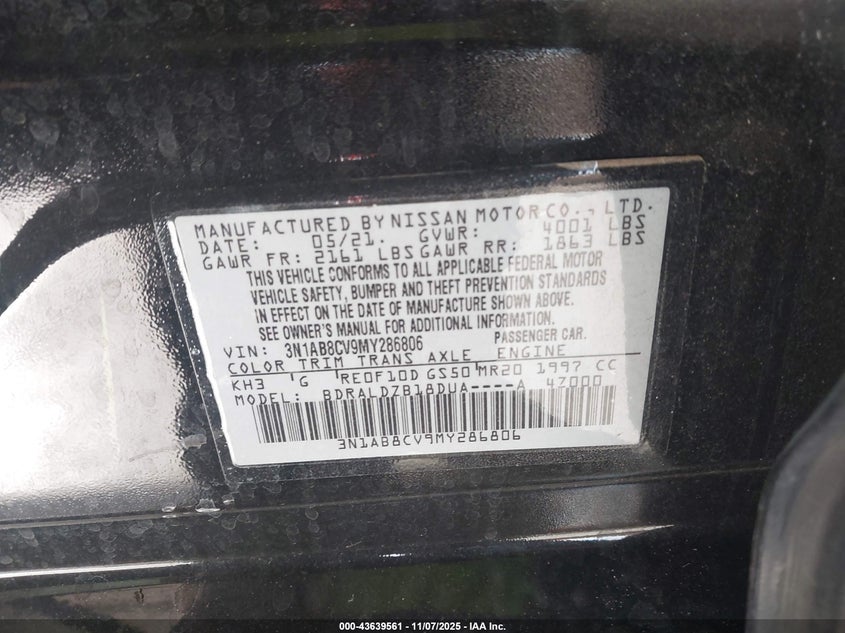 MANUFACTURED BY NISSAN MOTOR CO., LTD.
DATE: 05/21. GVWR: 4001 LBS
GAWR FR: 2161 LBS GAWR RR: 1863 LBS
THIS VEHICLE CONFORMS TO ALL APPLICABLE FEDERAL MOTOR
VEHICLE SAFETY, BUMPER AND THEFT PREVENTION STANDARDS
IN EFFECT ON THE DATE OF MANUFACTURE SHOWN ABOVE.
SEE OWNER'S MANUAL FOR ADDITIONAL INFORMATION.
VIN: 3N1AB8CV9MY286806 PASSENGER CAR.
COLOR TRIM TRANS AXLE ENGINE
KH3 'G RE0F10D GS50 MR20 1997 CC
MODEL: BDRALDZB18DUA----A 47000
3N1AB8CV9MY286806
000-43639561 - 11/07/2025 - IAA Inc.